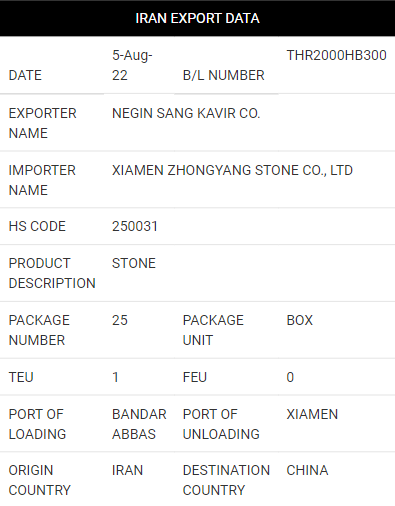 IRAN EXPORT DATA
DATE 5-Aug-22 B/L NUMBER THR2000HB300
EXPORTER NAME NEGIN SANG KAVIR CO.
IMPORTER NAME XIAMEN ZHONGYANG STONE CO., LTD
HS CODE 250031
PRODUCT DESCRIPTION STONE
PACKAGE NUMBER 25 PACKAGE UNIT BOX
TEU 1 FEU 0
PORT OF LOADING BANDAR ABBAS PORT OF UNLOADING XIAMEN
ORIGIN COUNTRY IRAN DESTINATION COUNTRY CHINA